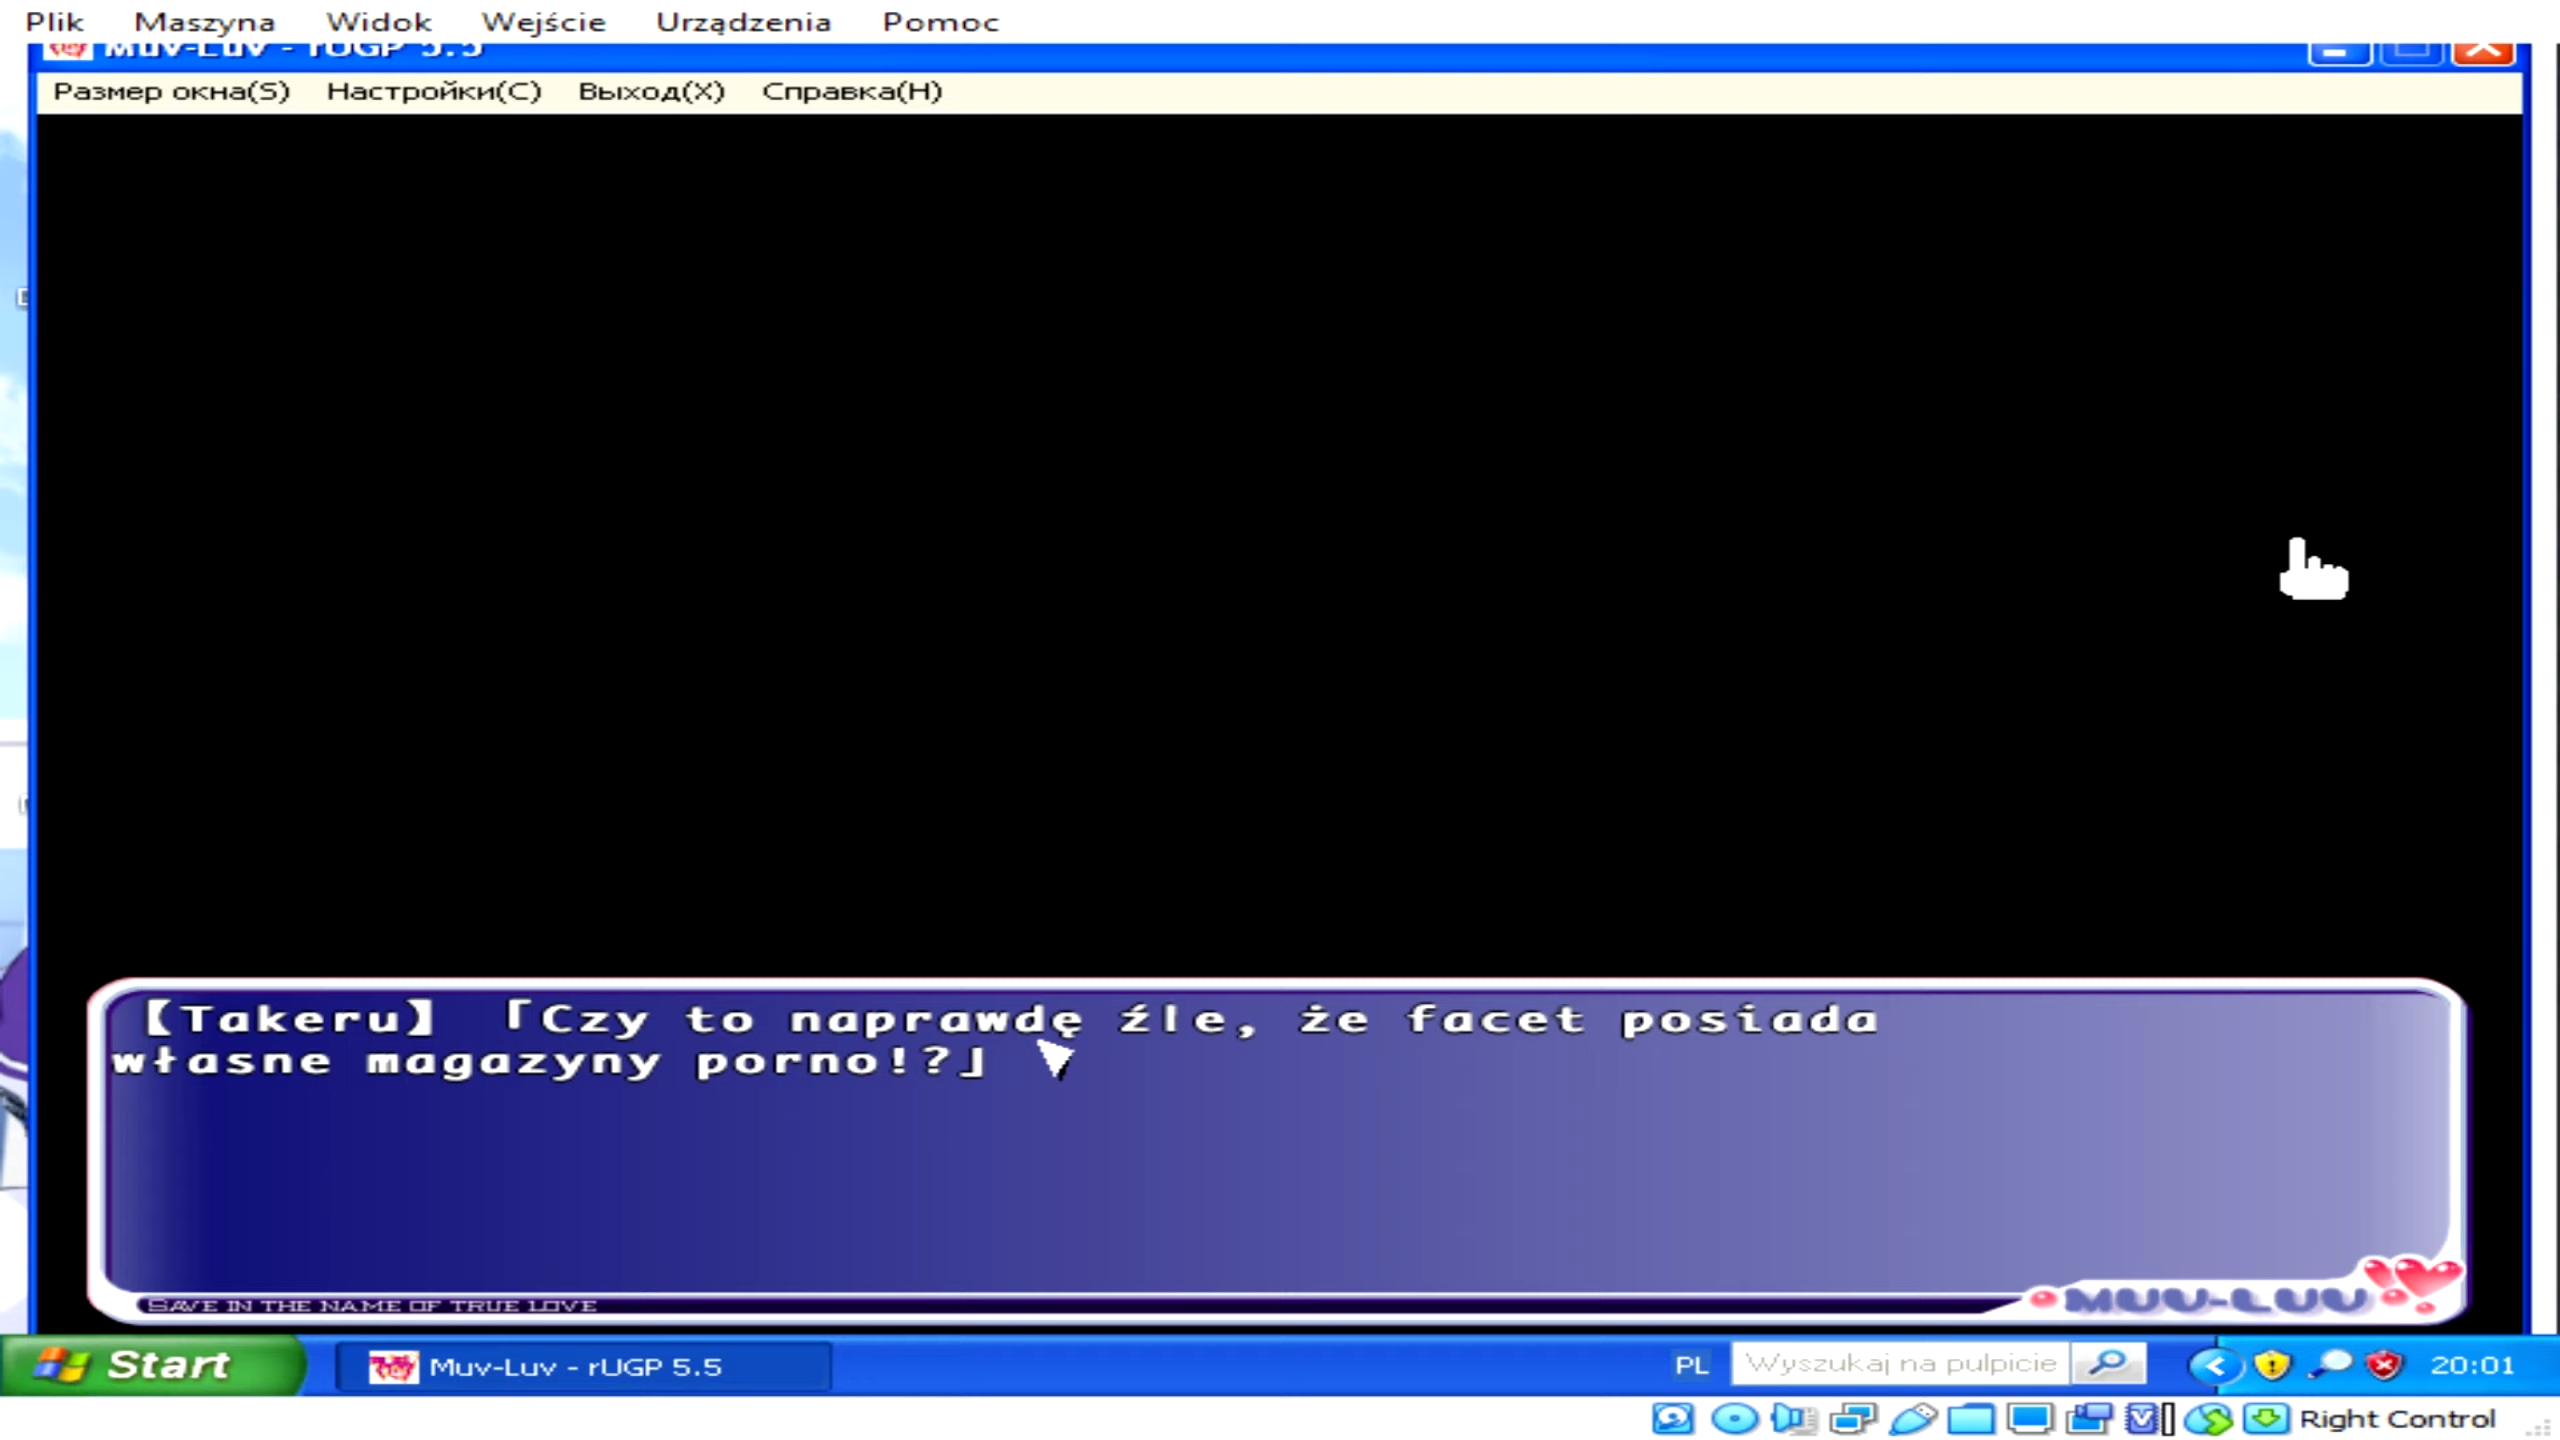 Plik Maszyna Widok Wejście Urządzenia Pomoc
Muv-Luv - rUGP 5.5
Размер окна(S) Настройки(C) Выход(X) Справка(H)
【Takeru】 「Czy to naprawdę źle, że facet posiada
własne magazyny porno!?」
SAVE IN THE NAME OF TRUE LOVE
MUV-LUV
Start Muv-Luv - rUGP 5.5 PL Wyszukaj na pulpicie 20:01
Right Control